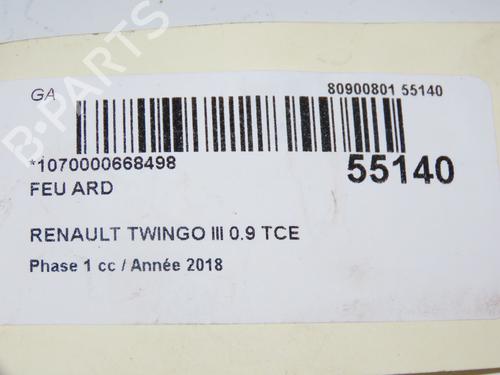 GA
80900801 55140
*1070000668498
55140
FEU ARD
RENAULT TWINGO III 0.9 TCE
Phase 1 cc / Année 2018
B-PARTS